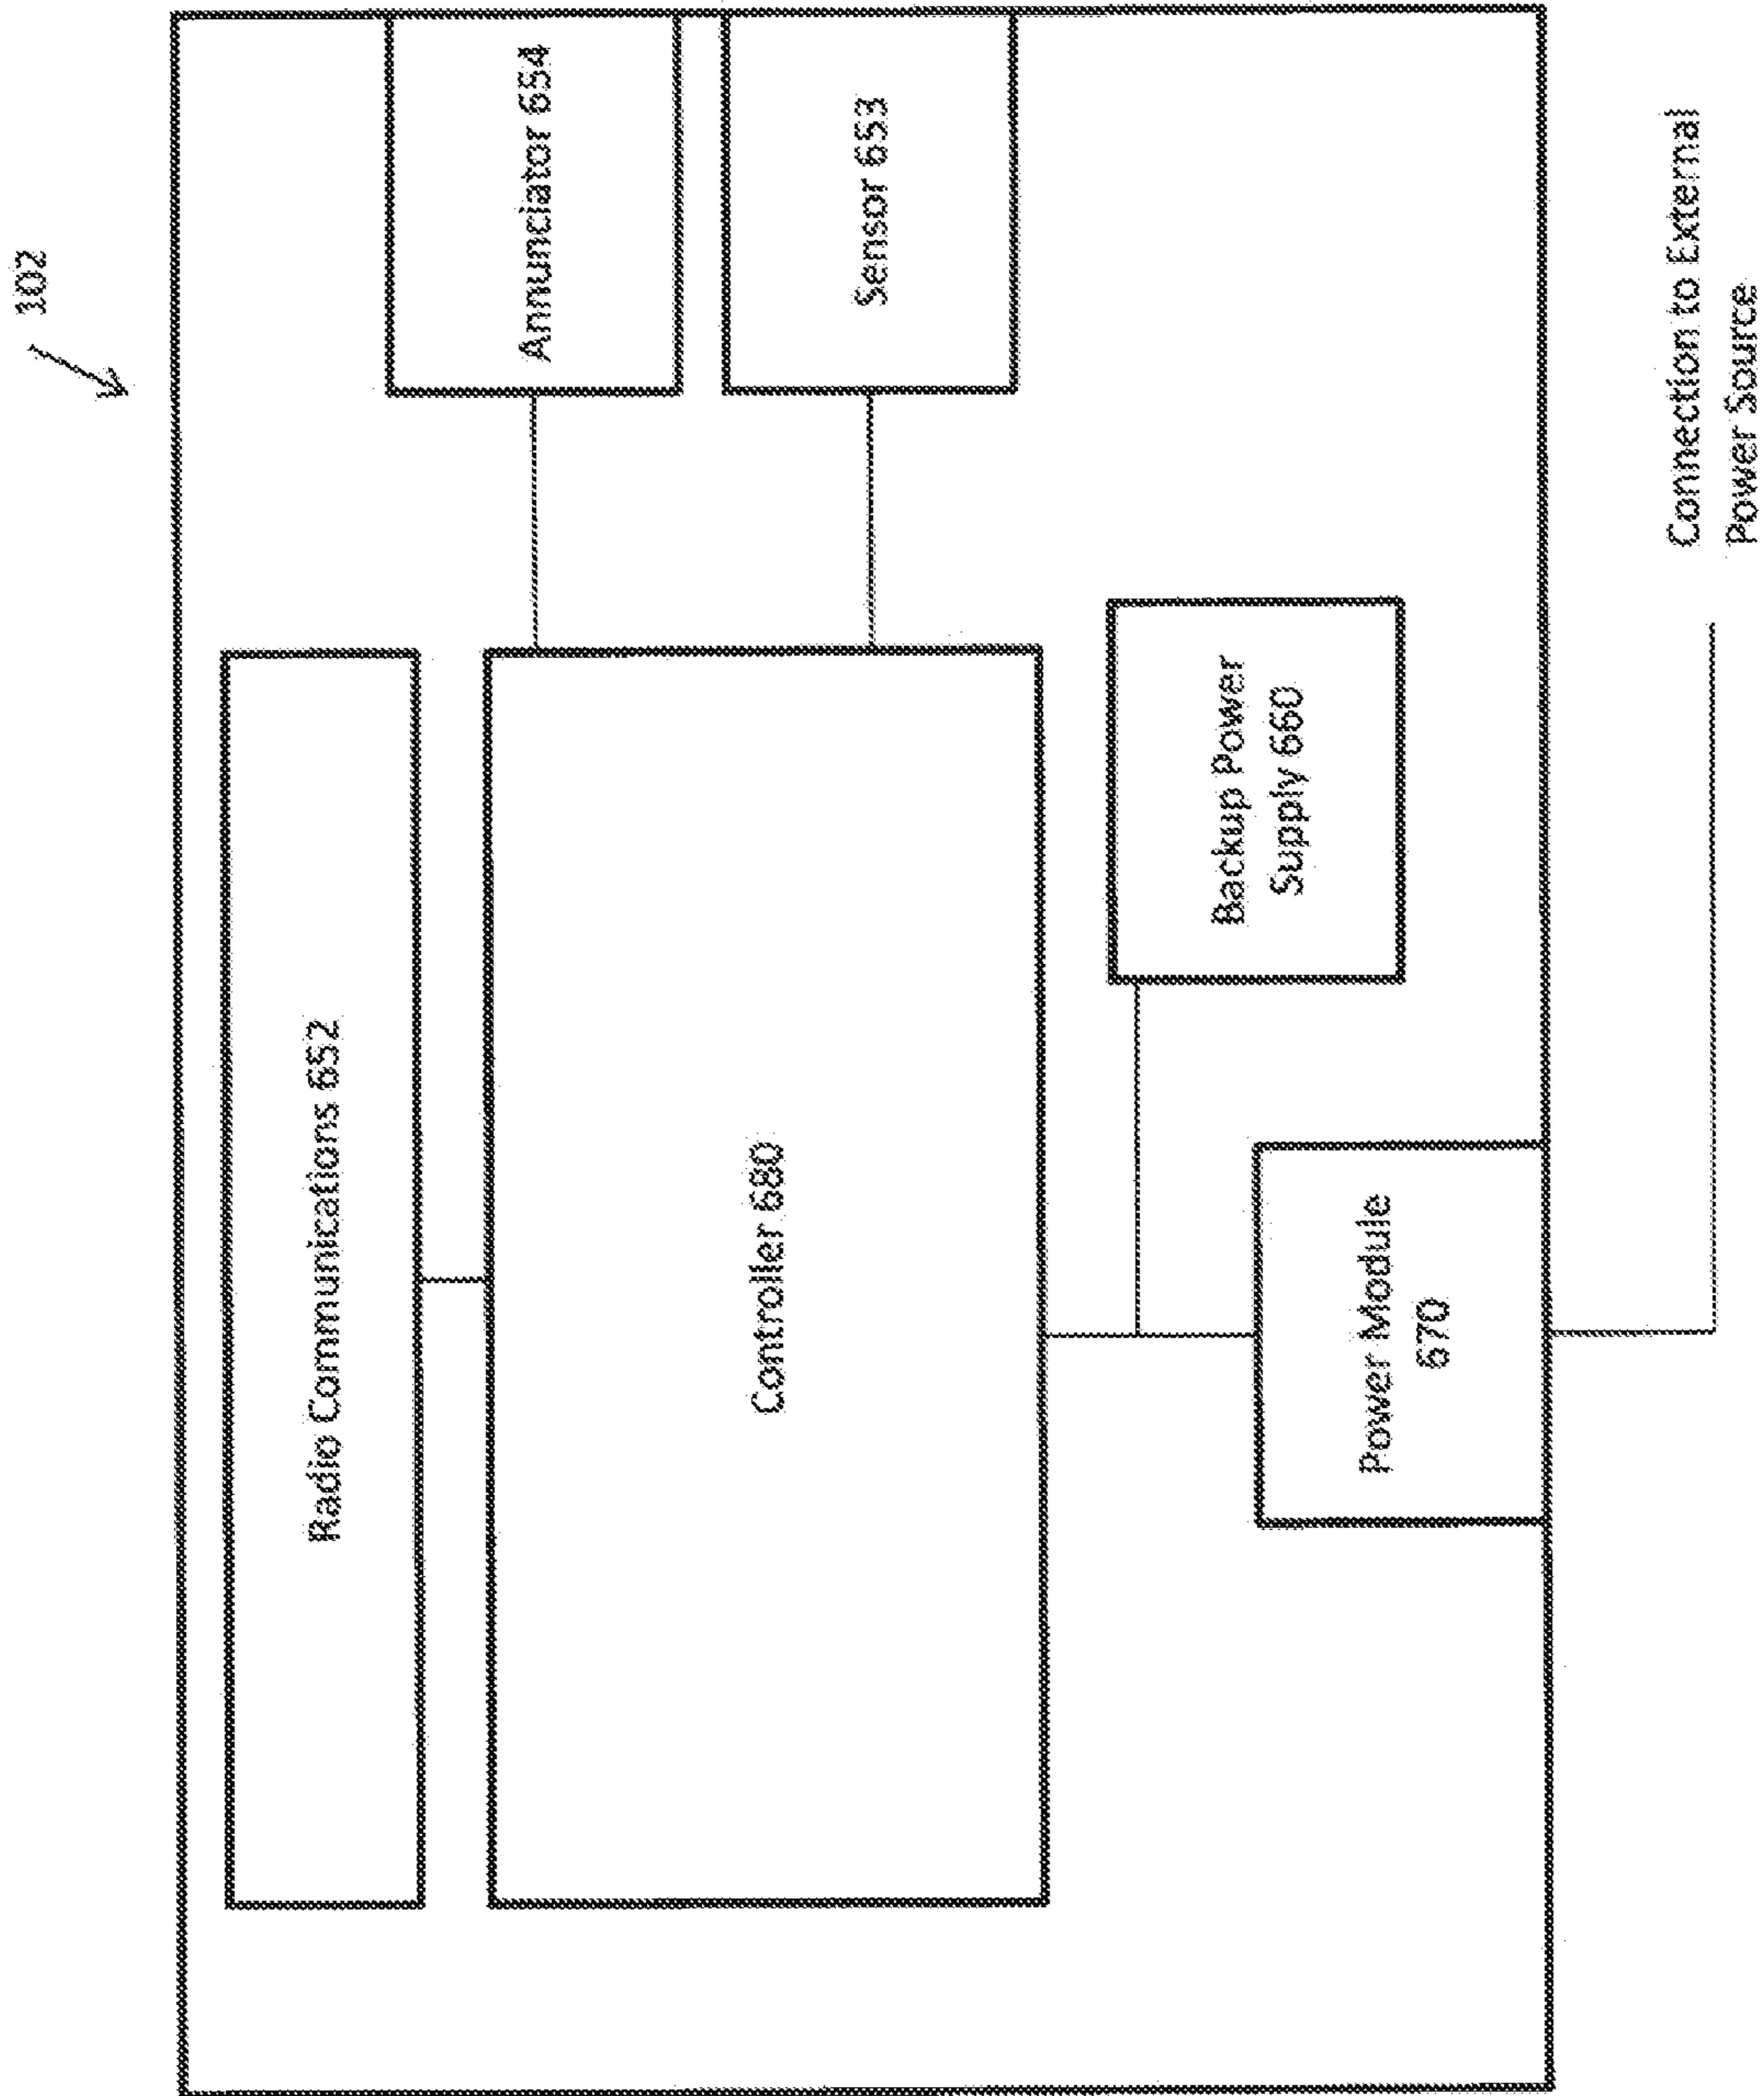 102
Radio Communications 652
Annunciator 654
Controller 680
Sensor 653
Backup Power
Supply 660
Power Module
670
Connection to External
Power Source